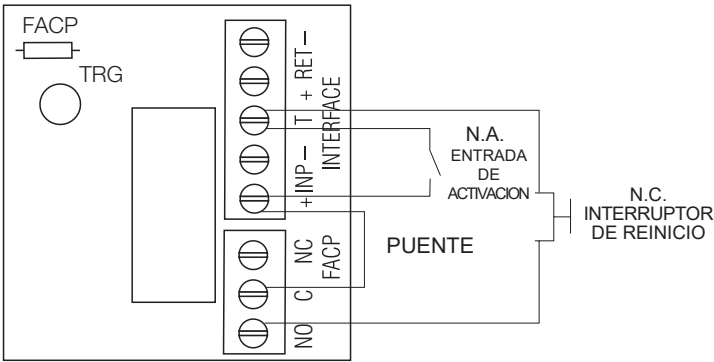 FACP
TRG
+ INP –
T
+ RET –
INTERFACE
NO
C
NC
FACP
N.A.
ENTRADA
DE
ACTIVACION
PUENTE
N.C.
INTERRUPTOR
DE REINICIO